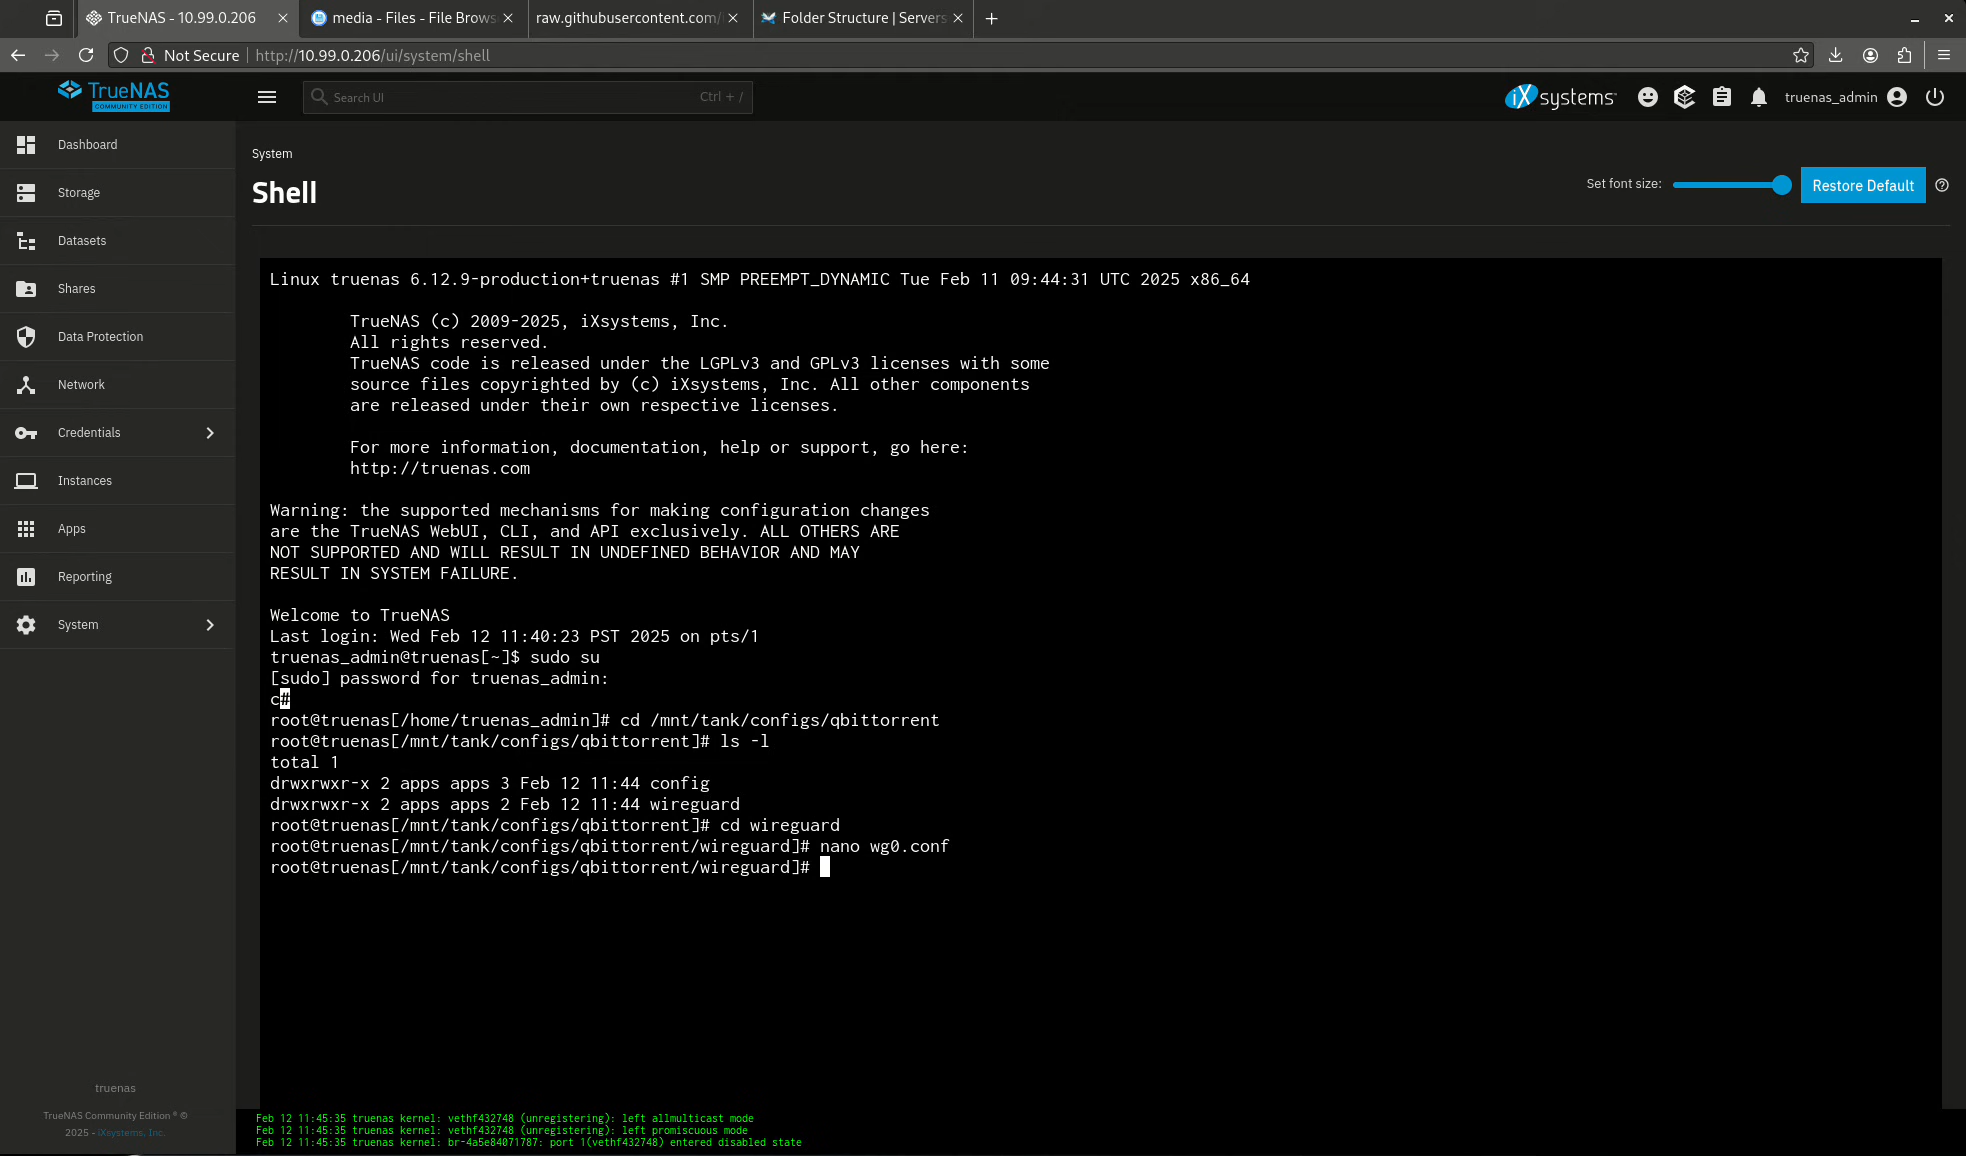 TrueNAS - 10.99.0.206
media - Files - File Brows
raw.githubusercontent.com/
Folder Structure | Servers
Not Secure
http://10.99.0.206/ui/system/shell
TrueNAS
COMMUNITY EDITION
Search UI
Ctrl + /
iXsystems
truenas_admin
Dashboard
Storage
Datasets
Shares
Data Protection
Network
Credentials
Instances
Apps
Reporting
System
truenas
TrueNAS Community Edition ® ©
2025 - iXsystems, Inc.
System
Shell
Set font size:
Restore Default
Linux truenas 6.12.9-production+truenas #1 SMP PREEMPT_DYNAMIC Tue Feb 11 09:44:31 UTC 2025 x86_64
TrueNAS (c) 2009-2025, iXsystems, Inc.
All rights reserved.
TrueNAS code is released under the LGPLv3 and GPLv3 licenses with some
source files copyrighted by (c) iXsystems, Inc. All other components
are released under their own respective licenses.
For more information, documentation, help or support, go here:
http://truenas.com
Warning: the supported mechanisms for making configuration changes
are the TrueNAS WebUI, CLI, and API exclusively. ALL OTHERS ARE
NOT SUPPORTED AND WILL RESULT IN UNDEFINED BEHAVIOR AND MAY
RESULT IN SYSTEM FAILURE.
Welcome to TrueNAS
Last login: Wed Feb 12 11:40:23 PST 2025 on pts/1
truenas_admin@truenas[~]$ sudo su
[sudo] password for truenas_admin:
c#
root@truenas[/home/truenas_admin]# cd /mnt/tank/configs/qbittorrent
root@truenas[/mnt/tank/configs/qbittorrent]# ls -l
total 1
drwxrwxr-x 2 apps apps 3 Feb 12 11:44 config
drwxrwxr-x 2 apps apps 2 Feb 12 11:44 wireguard
root@truenas[/mnt/tank/configs/qbittorrent]# cd wireguard
root@truenas[/mnt/tank/configs/qbittorrent/wireguard]# nano wg0.conf
root@truenas[/mnt/tank/configs/qbittorrent/wireguard]#
Feb 12 11:45:35 truenas kernel: vethf432748 (unregistering): left allmulticast mode
Feb 12 11:45:35 truenas kernel: vethf432748 (unregistering): left promiscuous mode
Feb 12 11:45:35 truenas kernel: br-4a5e84071787: port 1(vethf432748) entered disabled state